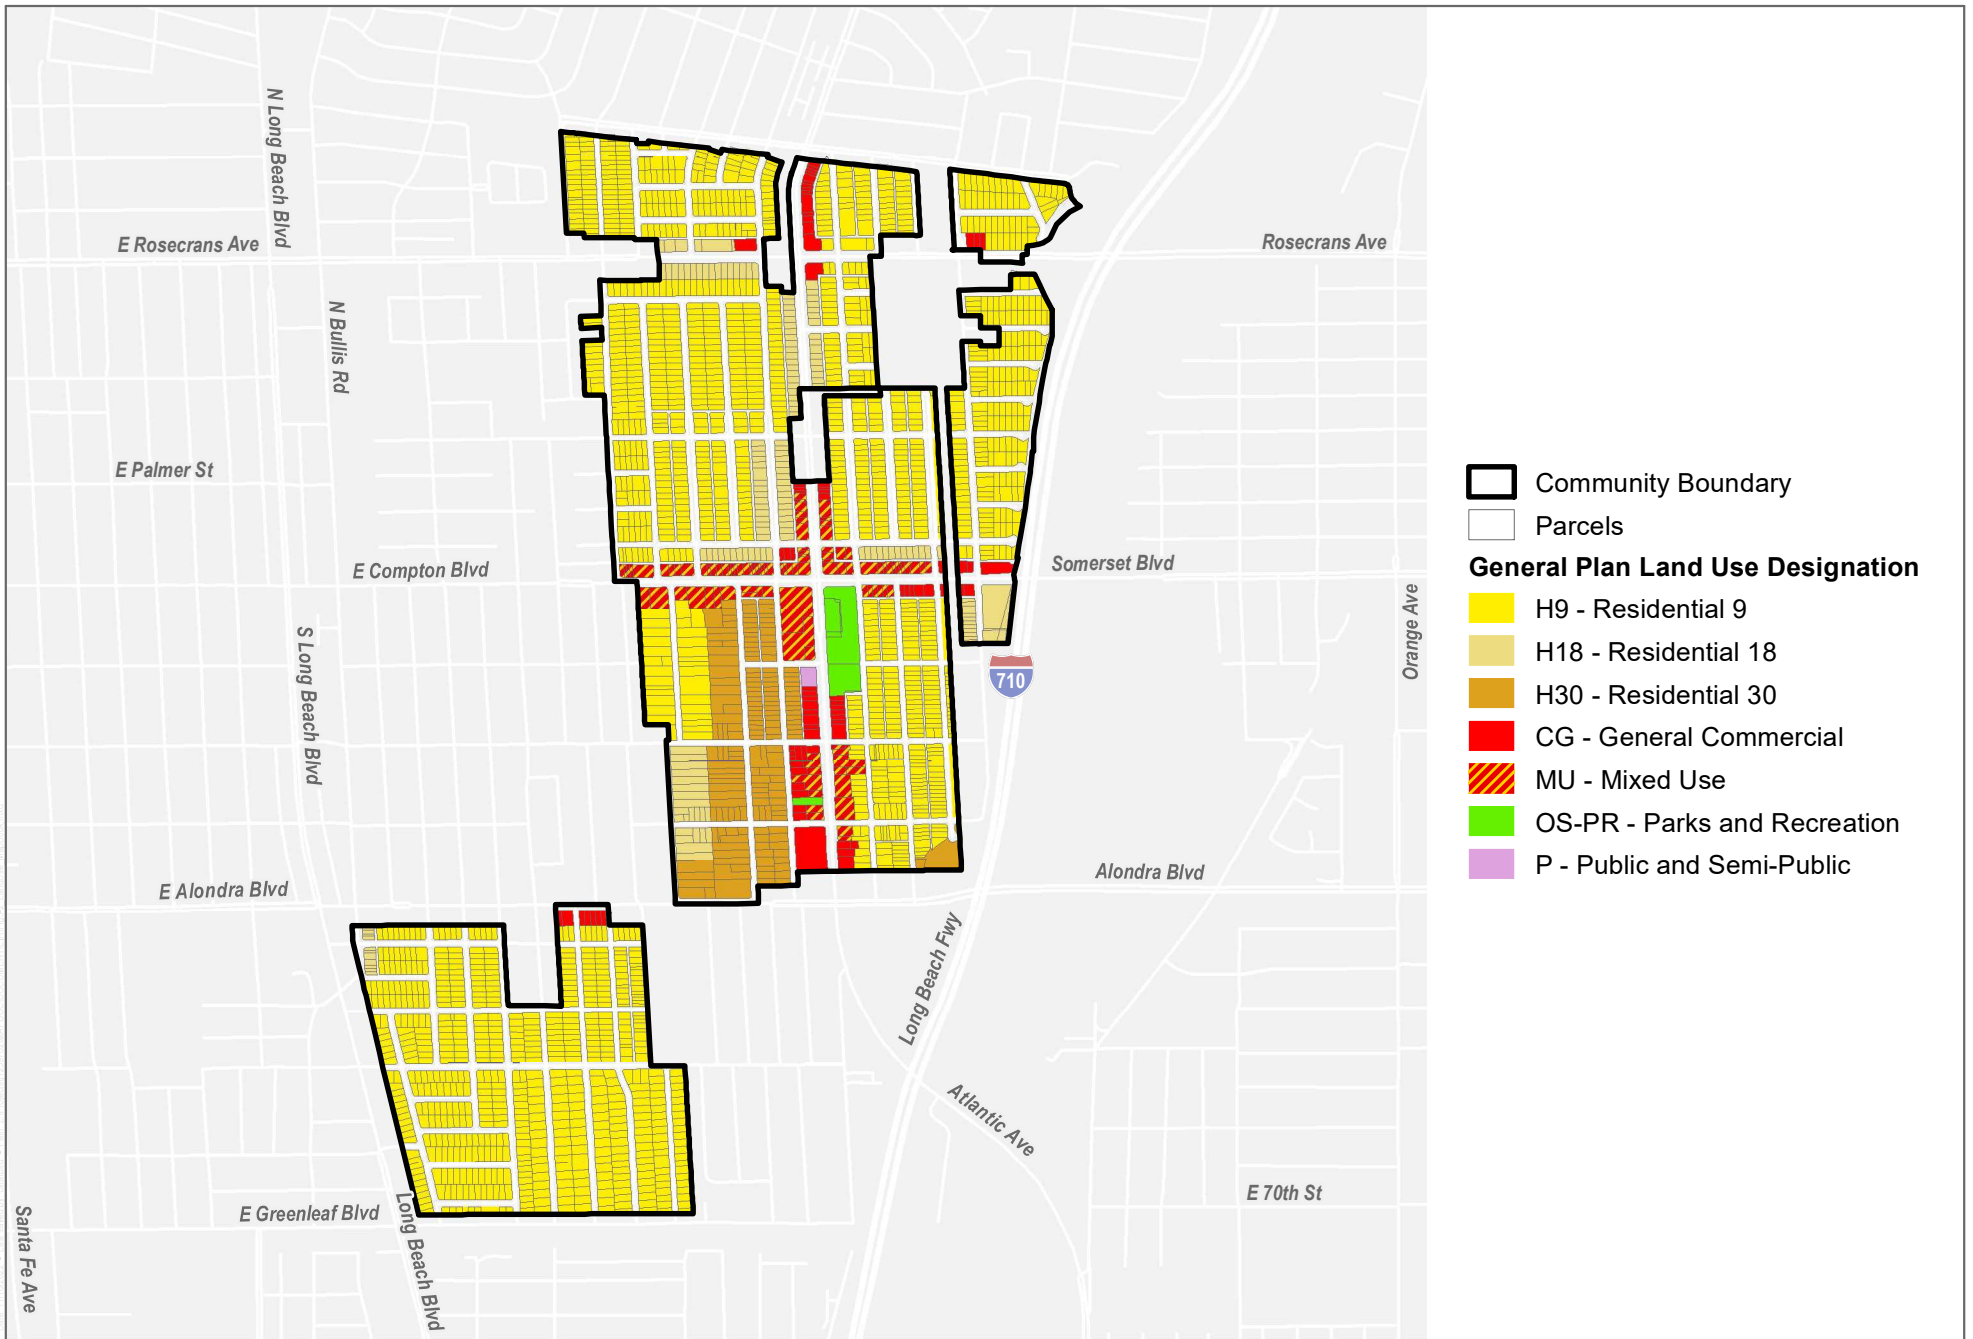 N Long Beach Blvd
E Rosecrans Ave
Rosecrans Ave
N Bullis Rd
E Palmer St
E Compton Blvd
Somerset Blvd
Orange Ave
S Long Beach Blvd
710
E Alondra Blvd
Alondra Blvd
Long Beach Fwy
Atlantic Ave
E 70th St
E Greenleaf Blvd
Long Beach Blvd
Santa Fe Ave
Community Boundary
Parcels
General Plan Land Use Designation
H9 - Residential 9
H18 - Residential 18
H30 - Residential 30
CG - General Commercial
MU - Mixed Use
OS-PR - Parks and Recreation
P - Public and Semi-Public